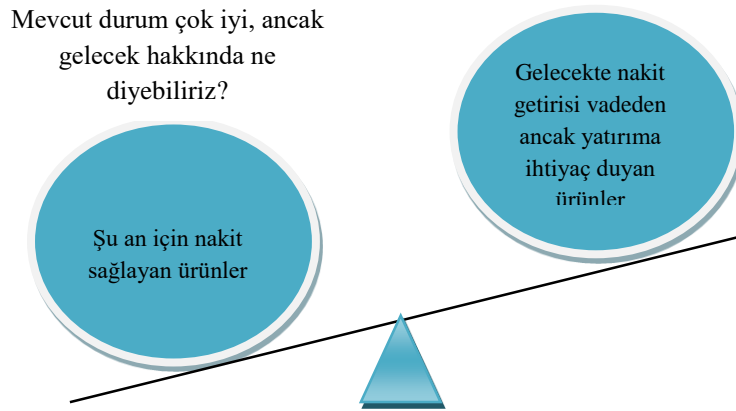 Mevcut durum çok iyi, ancak
gelecek hakkında ne
diyebiliriz?
Şu an için nakit
sağlayan ürünler
Gelecekte nakit
getirisi vadeden
ancak yatırıma
ihtiyaç duyan
ürünler